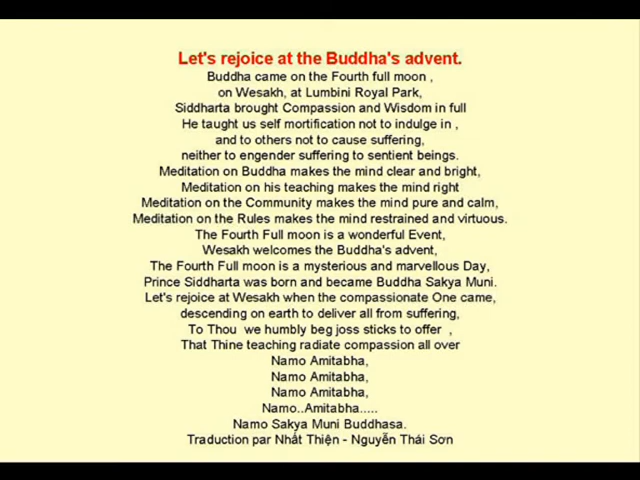 Let's rejoice at the Buddha's advent.
Buddha came on the Fourth full moon ,
on Wesakh, at Lumbini Royal Park,
Siddharta brought Compassion and Wisdom in full
He taught us self mortification not to indulge in ,
and to others not to cause suffering,
neither to engender suffering to sentient beings.
Meditation on Buddha makes the mind clear and bright,
Meditation on his teaching makes the mind right
Meditation on the Community makes the mind pure and calm,
Meditation on the Rules makes the mind restrained and virtuous.
The Fourth Full moon is a wonderful Event,
Wesakh welcomes the Buddha's advent,
The Fourth Full moon is a mysterious and marvellous Day,
Prince Siddharta was born and became Buddha Sakya Muni.
Let's rejoice at Wesakh when the compassionate One came,
descending on earth to deliver all from suffering,
To Thou  we humbly beg joss sticks to offer  ,
That Thine teaching radiate compassion all over
Namo Amitabha,
Namo Amitabha,
Namo Amitabha,
Namo..Amitabha.....
Namo Sakya Muni Buddhasa.
Traduction par Nhất Thiện - Nguyễn Thái Sơn